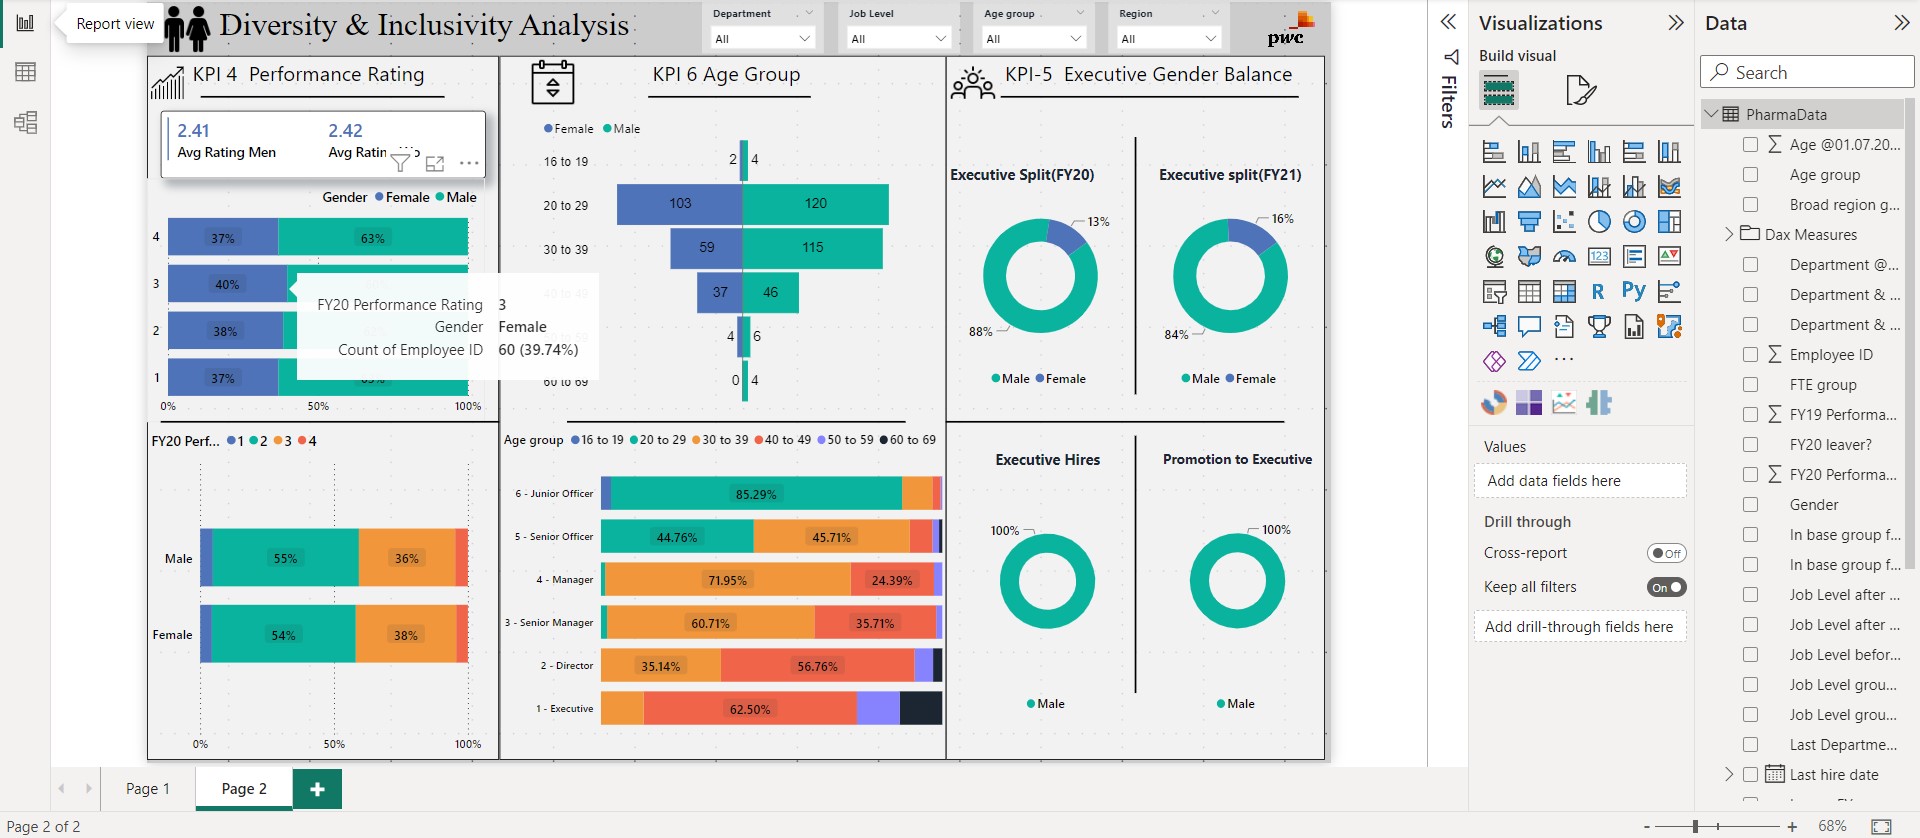 Report view
Diversity & Inclusivity Analysis
Department
All
Job Level
All
Age group
All
Region
All
pwc
KPI 4 Performance Rating
2.41
Avg Rating Men
2.42
Avg Ratin
Gender Female Male
4
37%
63%
3
40%
2
38%
1
37%
0%
50%
100%
FY20 Performance Rating 3
Gender Female
Count of Employee ID 60 (39.74%)
FY20 Perf... 1 2 3 4
Male
55%
36%
Female
54%
38%
0%
50%
100%
KPI 6 Age Group
Female Male
16 to 19
2
4
20 to 29
103
120
30 to 39
59
115
37
46
4
6
60 to 69
0
4
Age group 16 to 19 20 to 29 30 to 39 40 to 49 50 to 59 60 to 69
6 - Junior Officer
85.29%
5 - Senior Officer
44.76%
45.71%
4 - Manager
71.95%
24.39%
3 - Senior Manager
60.71%
35.71%
2 - Director
35.14%
56.76%
1 - Executive
62.50%
KPI-5 Executive Gender Balance
Executive Split(FY20)
13%
88%
Male Female
Executive split(FY21)
16%
84%
Male Female
Executive Hires
100%
Male
Promotion to Executive
100%
Male
Filters
Visualizations
Build visual
123
R
Py
Values
Add data fields here
Drill through
Cross-report
Off
Keep all filters
On
Add drill-through fields here
Data
Search
PharmaData
Age @01.07.20...
Age group
Broad region g...
Dax Measures
Department @...
Department & ...
Department & ...
Employee ID
FTE group
FY19 Performa...
FY20 leaver?
FY20 Performa...
Gender
In base group f...
In base group f...
Job Level after ...
Job Level after ...
Job Level befor...
Job Level grou...
Job Level grou...
Last Departme...
Last hire date
Page 1
Page 2
Page 2 of 2
68%